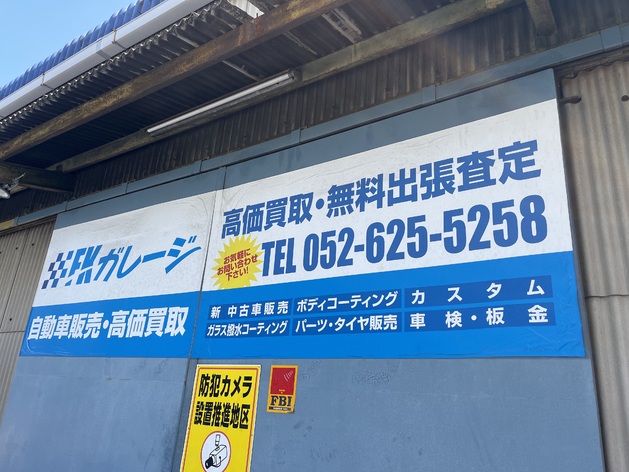 高価買取・無料出張査定
お気軽に
お問い合わせ
下さい!
TEL 052-625-5258
FKガレージ
自動車販売・高価買取
新 中古車販売 ボディコーティング カスタム
ガラス撥水コーティング パーツ・タイヤ販売 車検・板金
防犯カメラ
設置推進地区
FBI